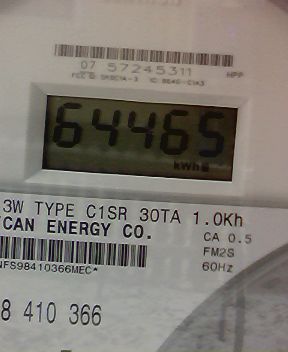 07 57245311 HPP
64465
kWh
3W TYPE C1SR 30TA 1.0Kh
CAN ENERGY CO.
CA 0.5
FM2S
NFS98410366MEC*
60Hz
8 410 366